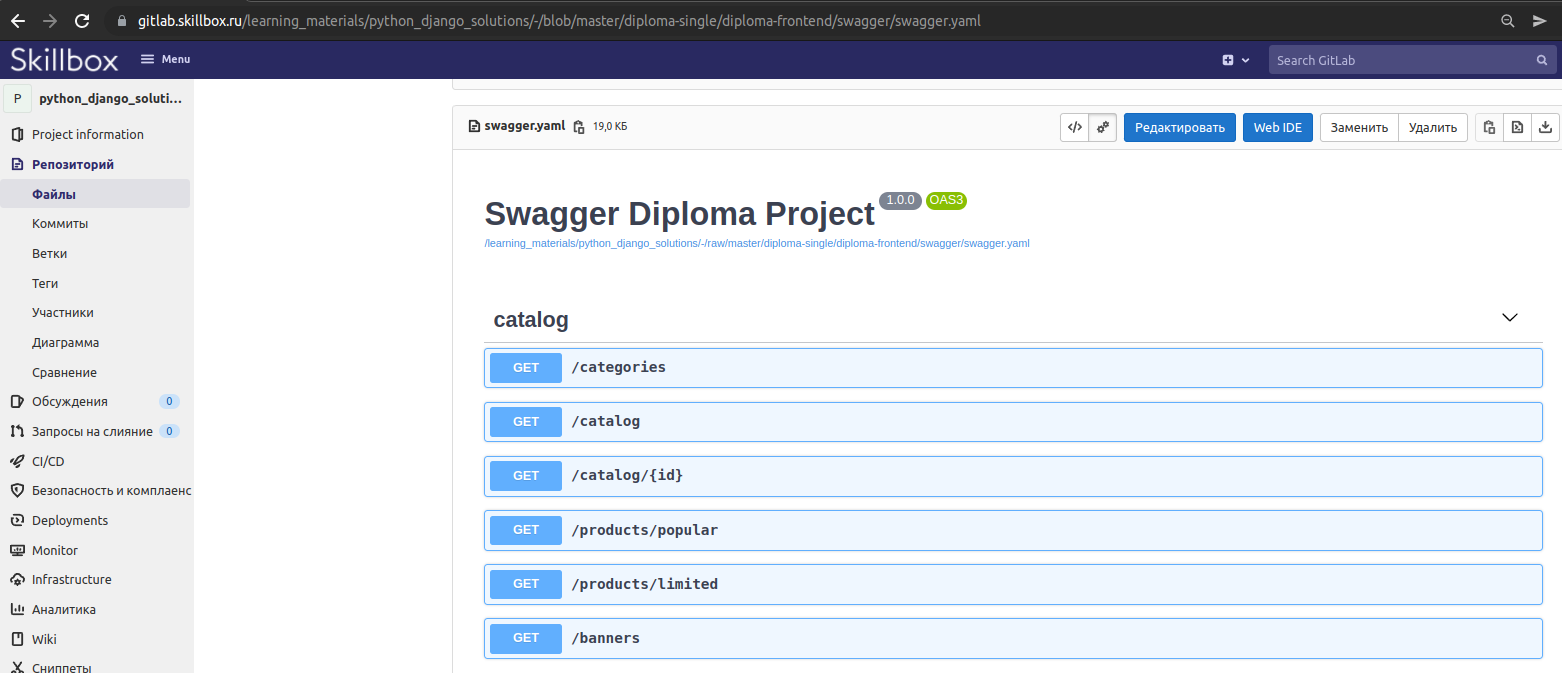 gitlab.skillbox.ru/learning_materials/python_django_solutions/-/blob/master/diploma-single/diploma-frontend/swagger/swagger.yaml
Skillbox Menu Search GitLab
P python_django_soluti...
Project information
Репозиторий
Файлы
Коммиты
Ветки
Теги
Участники
Диаграмма
Сравнение
Обсуждения 0
Запросы на слияние 0
CI/CD
Безопасность и комплаенс
Deployments
Monitor
Infrastructure
Аналитика
Wiki
Сниппеты
swagger.yaml 19,0 КБ Редактировать Web IDE Заменить Удалить
Swagger Diploma Project 1.0.0 OAS3
/learning_materials/python_django_solutions/-/raw/master/diploma-single/diploma-frontend/swagger/swagger.yaml
catalog
GET /categories
GET /catalog
GET /catalog/{id}
GET /products/popular
GET /products/limited
GET /banners